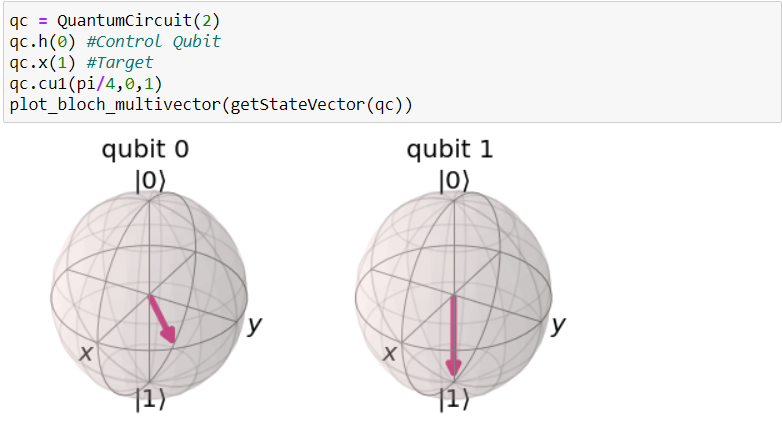 qc = QuantumCircuit(2)
qc.h(0) #Control Qubit
qc.x(1) #Target
qc.cu1(pi/4,0,1)
plot_bloch_multivector(getStateVector(qc))
qubit 0 qubit 1
|0⟩ |0⟩
x y x y
|1⟩ |1⟩